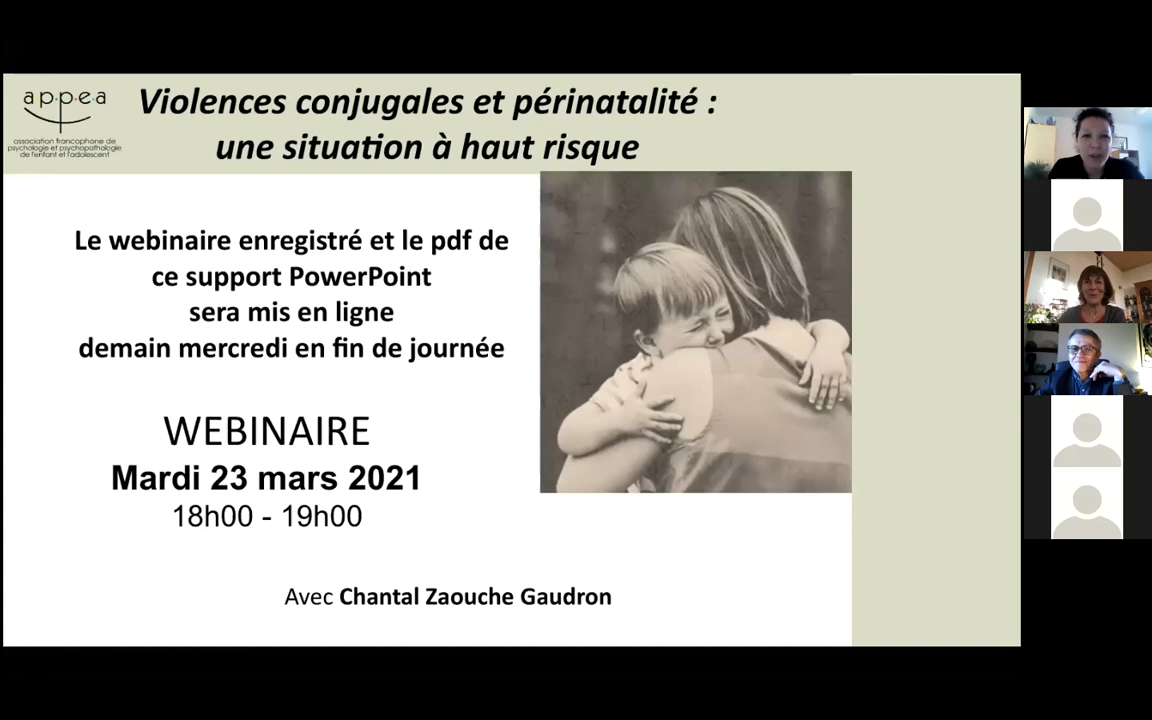 appea
association francophone de
psychologie et psychopathologie
de l'enfant et l'adolescent
Violences conjugales et périnatalité :
une situation à haut risque
Le webinaire enregistré et le pdf de
ce support PowerPoint
sera mis en ligne
demain mercredi en fin de journée
WEBINAIRE
Mardi 23 mars 2021
18h00 - 19h00
Avec Chantal Zaouche Gaudron